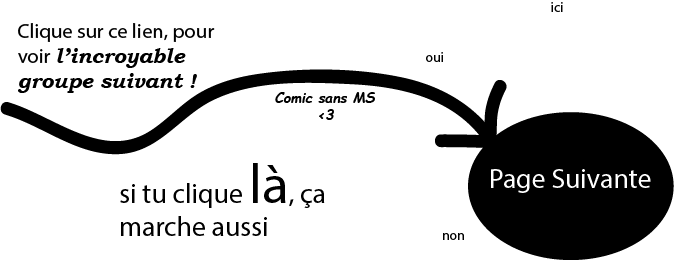 ici
Clique sur ce lien, pour
voir l’incroyable
groupe suivant !
oui
Comic sans MS
<3
Page Suivante
si tu clique là, ça
marche aussi
non